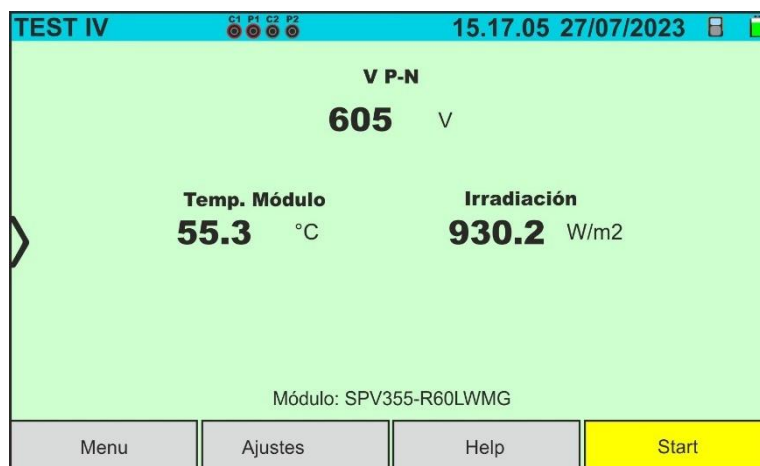 TEST IV C1 P1 C2 P2 15.17.05 27/07/2023
V P-N
605 V
Temp. Módulo Irradiación
55.3 °C 930.2 W/m2
Módulo: SPV355-R60LWMG
Menu Ajustes Help Start